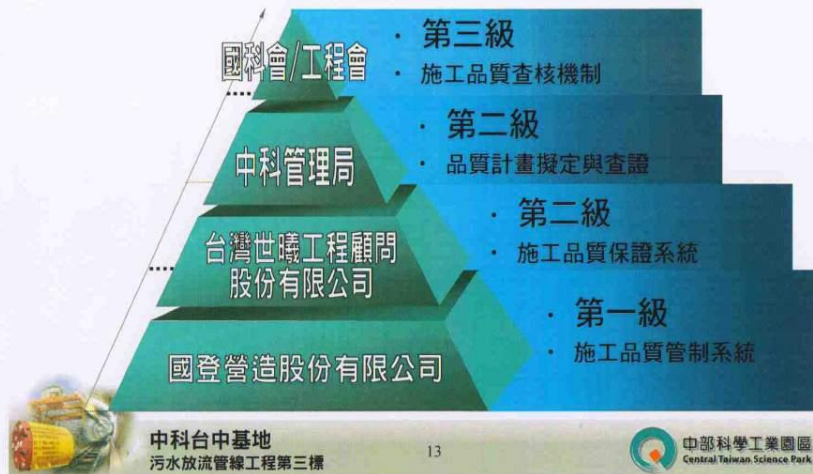 國科會/工程會
· 第三級
· 施工品質查核機制
中科管理局
· 第二級
· 品質計畫擬定與查證
台灣世曦工程顧問
股份有限公司
· 第二級
· 施工品質保證系統
國登營造股份有限公司
· 第一級
· 施工品質管制系統
中科台中基地
污水放流管線工程第三標
13
中部科學工業園區
Central Taiwan Science Park